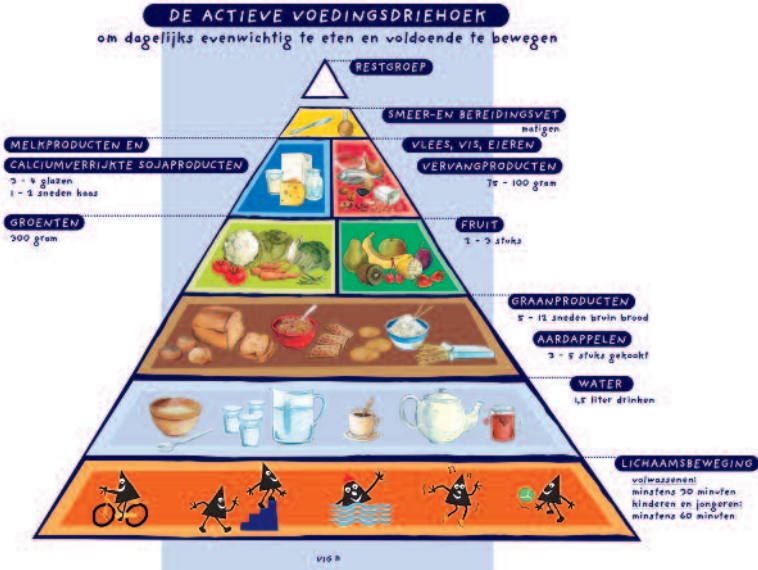 DE ACTIEVE VOEDINGSDRIEHOEK
om dagelijks evenwichtig te eten en voldoende te bewegen
RESTGROEP
SMEER-EN BEREIDINGSVET
matigen
MELKPRODUCTEN EN
CALCIUMVERRIJKTE SOJAPRODUCTEN
3 - 4 glazen
1 - 2 sneden kaas
VLEES, VIS, EIEREN
VERVANGPRODUCTEN
75 - 100 gram
GROENTEN
300 gram
FRUIT
2 - 3 stuks
GRAANPRODUCTEN
5 - 12 sneden bruin brood
AARDAPPELEN
3 - 5 stuks gekookt
WATER
1,5 liter drinken
LICHAAMSBEWEGING
volwassenen:
minstens 30 minuten
kinderen en jongeren:
minstens 60 minuten